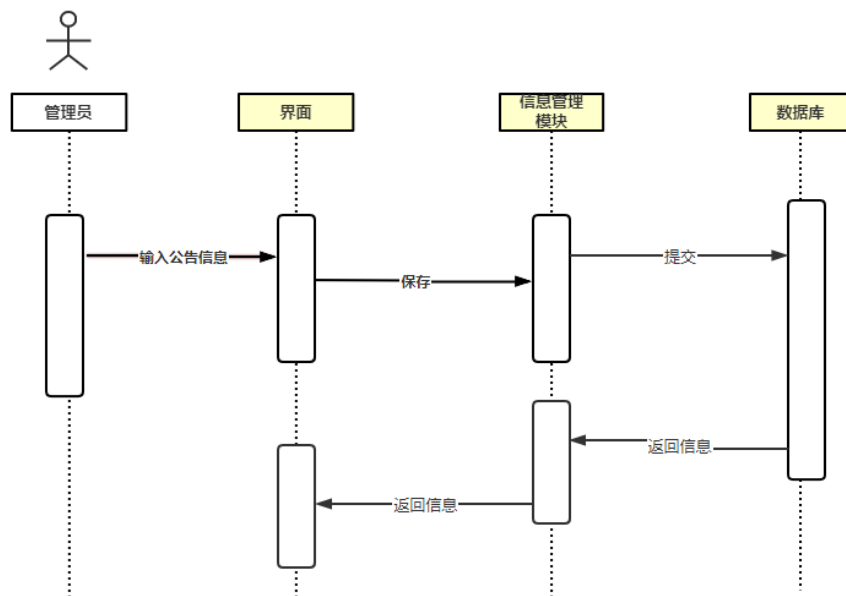 管理员
界面
信息管理
模块
数据库
输入公告信息
保存
提交
返回信息
返回信息